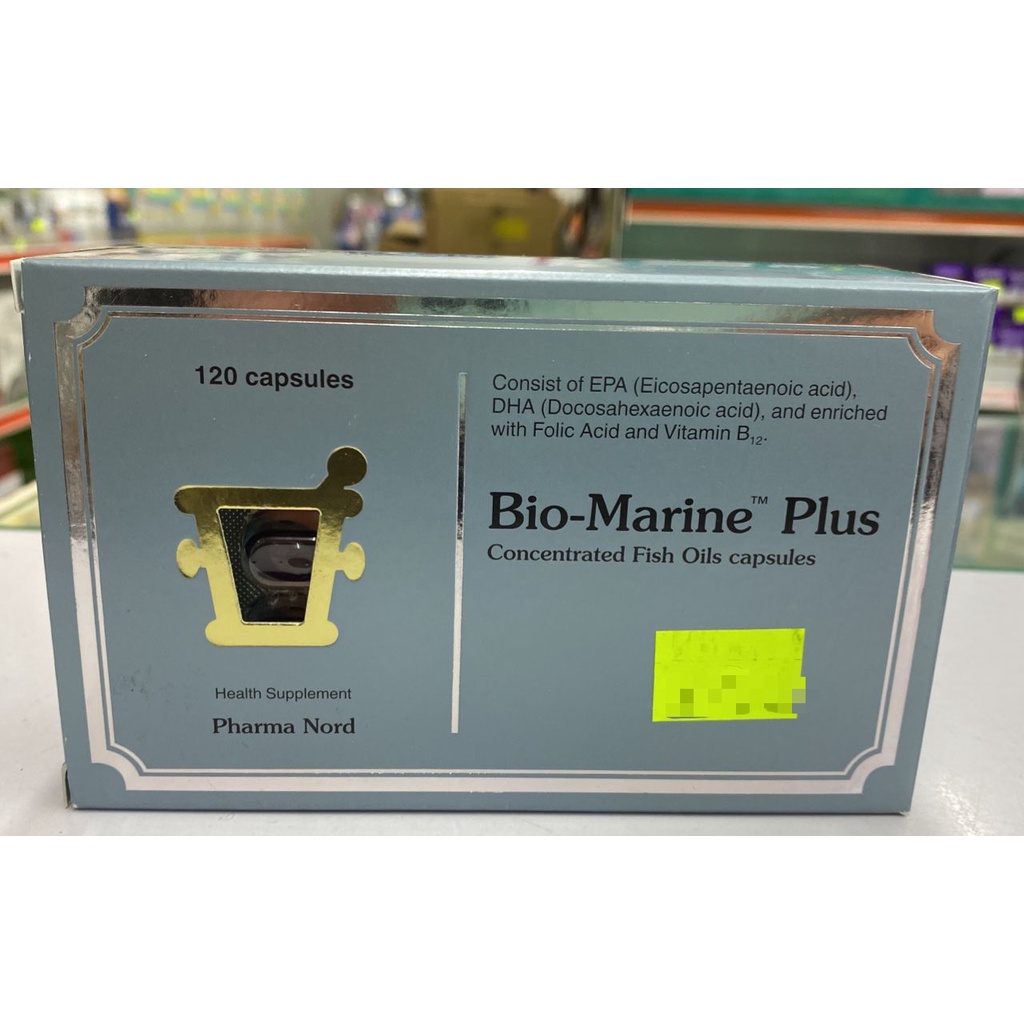 120 capsules
Health Supplement
Pharma Nord
Consist of EPA (Eicosapentaenoic acid),
DHA (Docosahexaenoic acid), and enriched
with Folic Acid and Vitamin B₁₂.
Bio-Marine™ Plus
Concentrated Fish Oils capsules